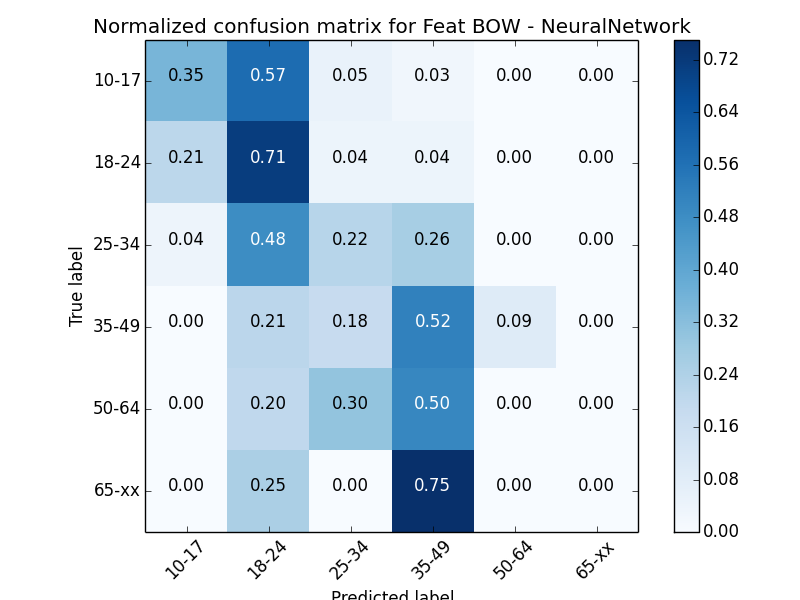 Normalized confusion matrix for Feat BOW - NeuralNetwork
10-17 0.35 0.57 0.05 0.03 0.00 0.00
18-24 0.21 0.71 0.04 0.04 0.00 0.00
25-34 0.04 0.48 0.22 0.26 0.00 0.00
35-49 0.00 0.21 0.18 0.52 0.09 0.00
50-64 0.00 0.20 0.30 0.50 0.00 0.00
65-xx 0.00 0.25 0.00 0.75 0.00 0.00
True label
10-17 18-24 25-34 35-49 50-64 65-xx
Predicted label
0.72
0.64
0.56
0.48
0.40
0.32
0.24
0.16
0.08
0.00